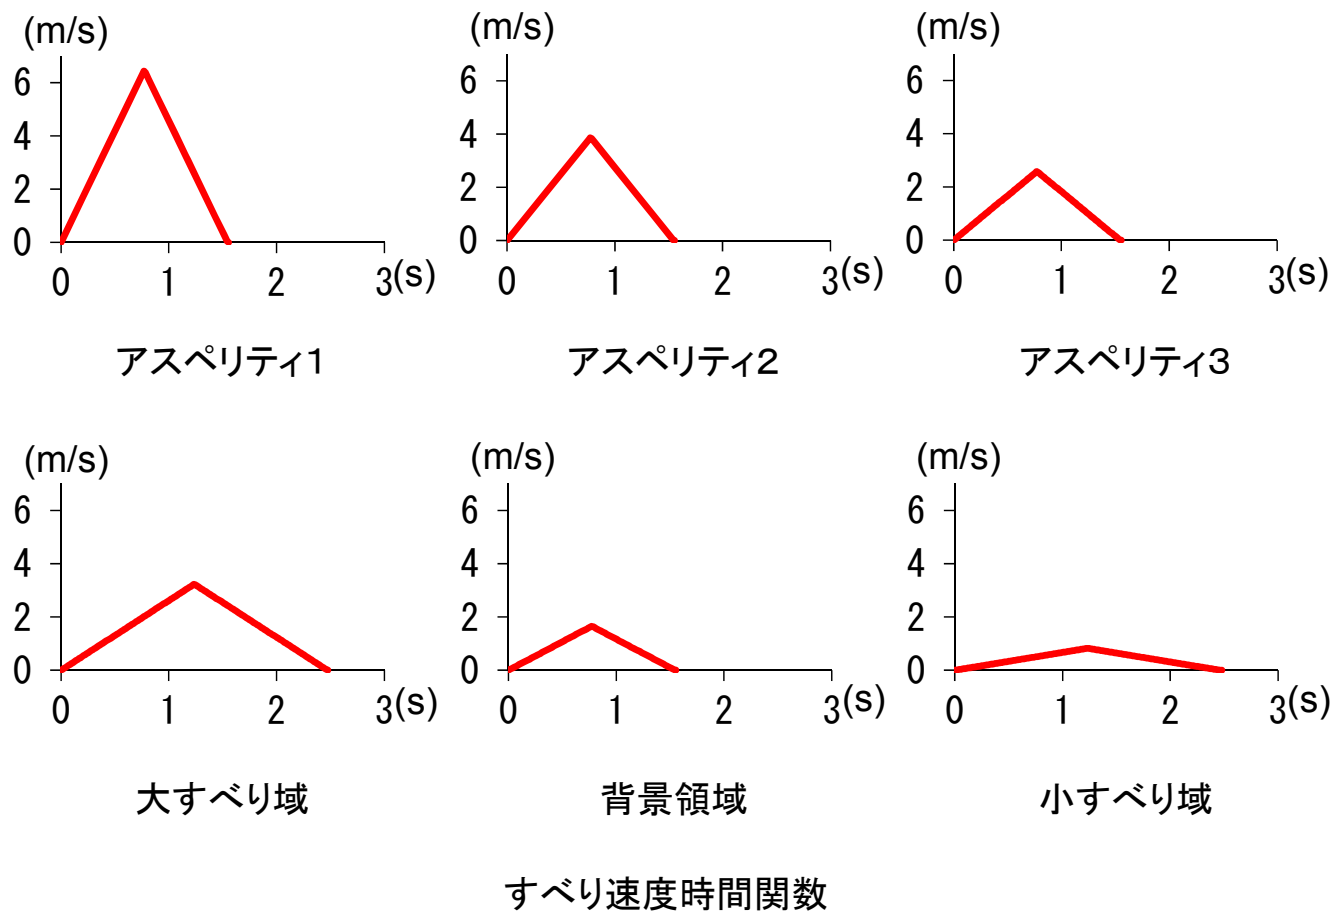 (m/s) (m/s) (m/s)
6 6 6
4 4 4
2 2 2
0 0 0
0 1 2 3(s) 0 1 2 3(s) 0 1 2 3(s)
アスペリティ1 アスペリティ2 アスペリティ3
(m/s) (m/s) (m/s)
6 6 6
4 4 4
2 2 2
0 0 0
0 1 2 3(s) 0 1 2 3(s) 0 1 2 3(s)
大すべり域 背景領域 小すべり域
すべり速度時間関数